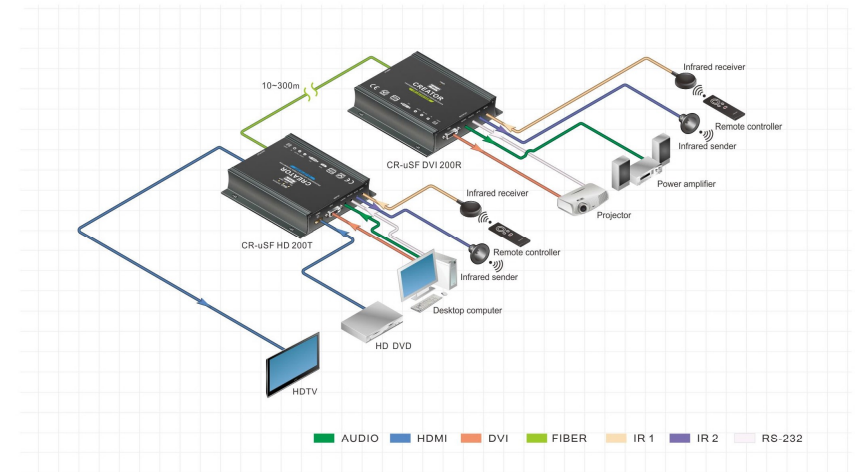 Infrared receiver
10~300m
CREATOR
Remote controller
Infrared sender
CR-uSF DVI 200R
Power amplifier
Infrared receiver
CREATOR
Projector
CR-uSF HD 200T
Remote controller
Infrared sender
Desktop computer
HD DVD
HDTV
AUDIO HDMI DVI FIBER IR 1 IR 2 RS-232